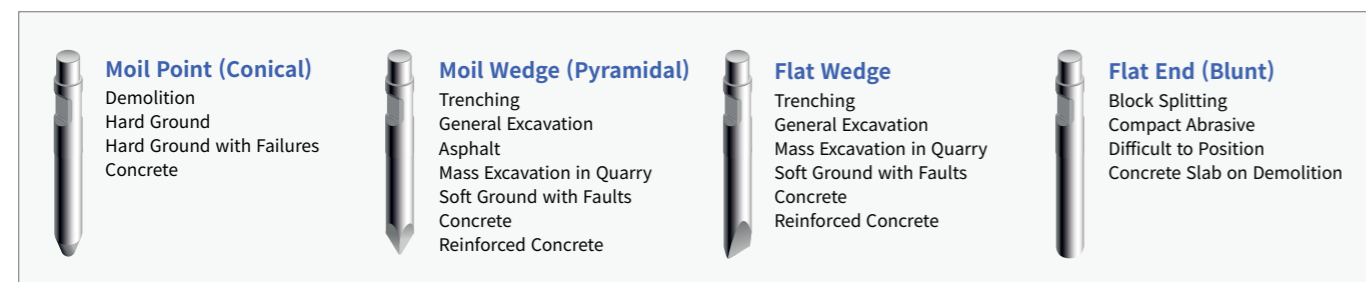 Moil Point (Conical)
Demolition
Hard Ground
Hard Ground with Failures
Concrete
Moil Wedge (Pyramidal)
Trenching
General Excavation
Asphalt
Mass Excavation in Quarry
Soft Ground with Faults
Concrete
Reinforced Concrete
Flat Wedge
Trenching
General Excavation
Mass Excavation in Quarry
Soft Ground with Faults
Concrete
Reinforced Concrete
Flat End (Blunt)
Block Splitting
Compact Abrasive
Difficult to Position
Concrete Slab on Demolition